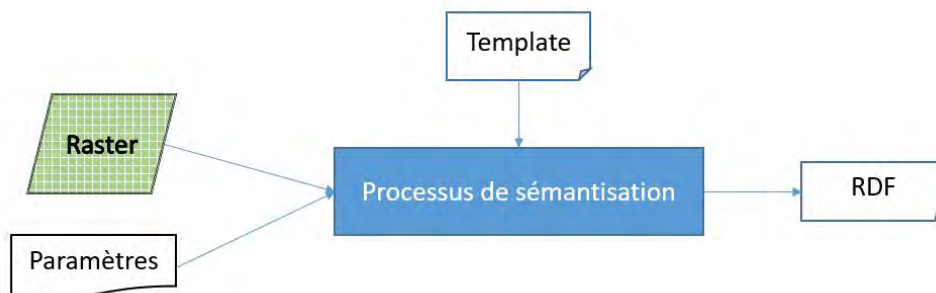 Template
Raster
Processus de sémantisation
RDF
Paramètres